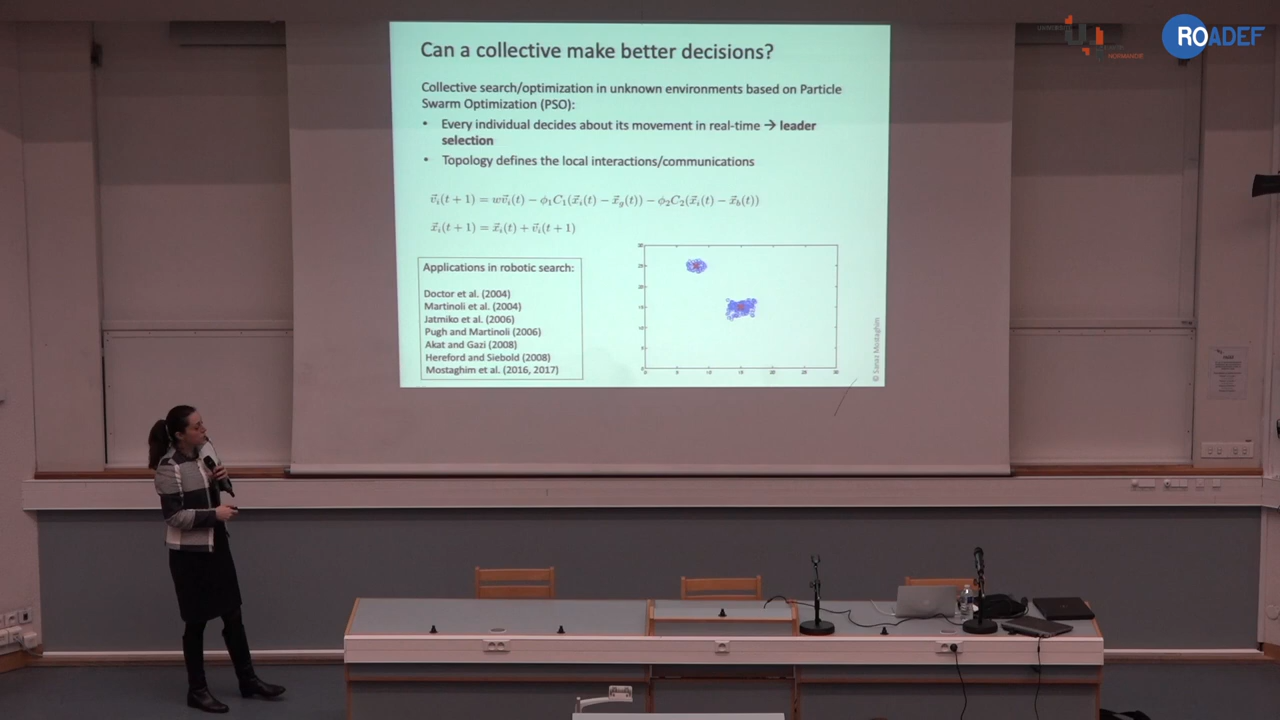 ROADEF
NORMANDIE
Can a collective make better decisions?
Collective search/optimization in unknown environments based on Particle
Swarm Optimization (PSO):
• Every individual decides about its movement in real-time → leader
selection
• Topology defines the local interactions/communications
v⃗ᵢ(t + 1) = wv⃗ᵢ(t) − ϕ₁C₁(x⃗ᵢ(t) − x⃗_g(t)) − ϕ₂C₂(x⃗ᵢ(t) − x⃗_b(t))
x⃗ᵢ(t + 1) = x⃗ᵢ(t) + v⃗ᵢ(t + 1)
Applications in robotic search:
Doctor et al. (2004)
Martinoli et al. (2004)
Jatmiko et al. (2006)
Pugh and Martinoli (2006)
Akat and Gazi (2008)
Hereford and Siebold (2008)
Mostaghim et al. (2016, 2017)
© Sanaz Mostaghim